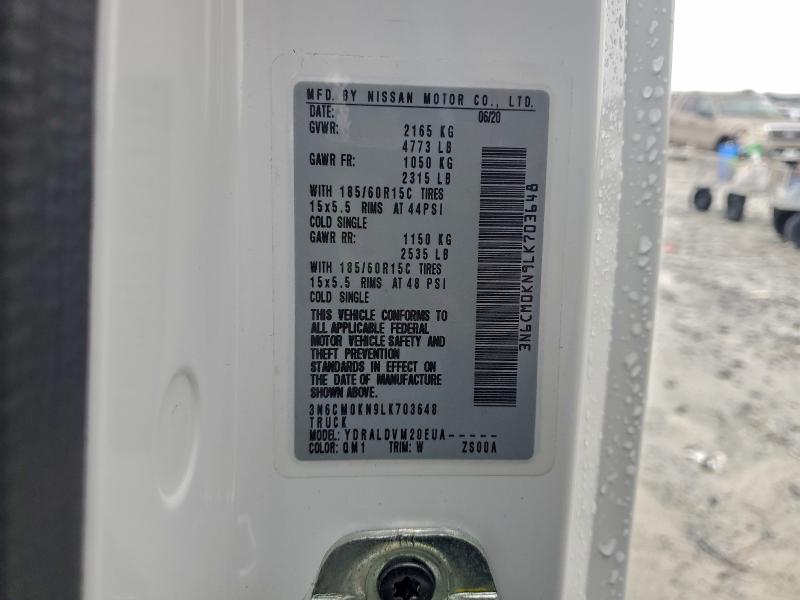 MFD. BY NISSAN MOTOR CO., LTD.
DATE: 06/20
GVWR: 2165 KG
4773 LB
GAWR FR: 1050 KG
2315 LB
WITH 185/60R15C TIRES
15x5.5 RIMS AT 44PSI
COLD SINGLE
GAWR RR: 1150 KG
2535 LB
WITH 185/60R15C TIRES
15x5.5 RIMS AT 48 PSI
COLD SINGLE
THIS VEHICLE CONFORMS TO
ALL APPLICABLE FEDERAL
MOTOR VEHICLE SAFETY AND
THEFT PREVENTION
STANDARDS IN EFFECT ON
THE DATE OF MANUFACTURE
SHOWN ABOVE.
3N6CM0KN9LK703648
TRUCK
MODEL: YDRALDVM20EUA-----
COLOR: QM1 TRIM: W ZS00A
3N6CM0KN9LK703648